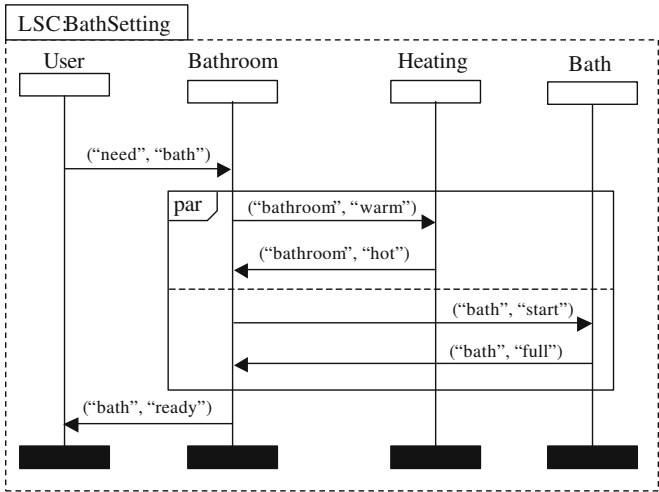 LSC:BathSetting
User Bathroom Heating Bath
(“need”, “bath”)
par
(“bathroom”, “warm”)
(“bathroom”, “hot”)
(“bath”, “start”)
(“bath”, “full”)
(“bath”, “ready”)